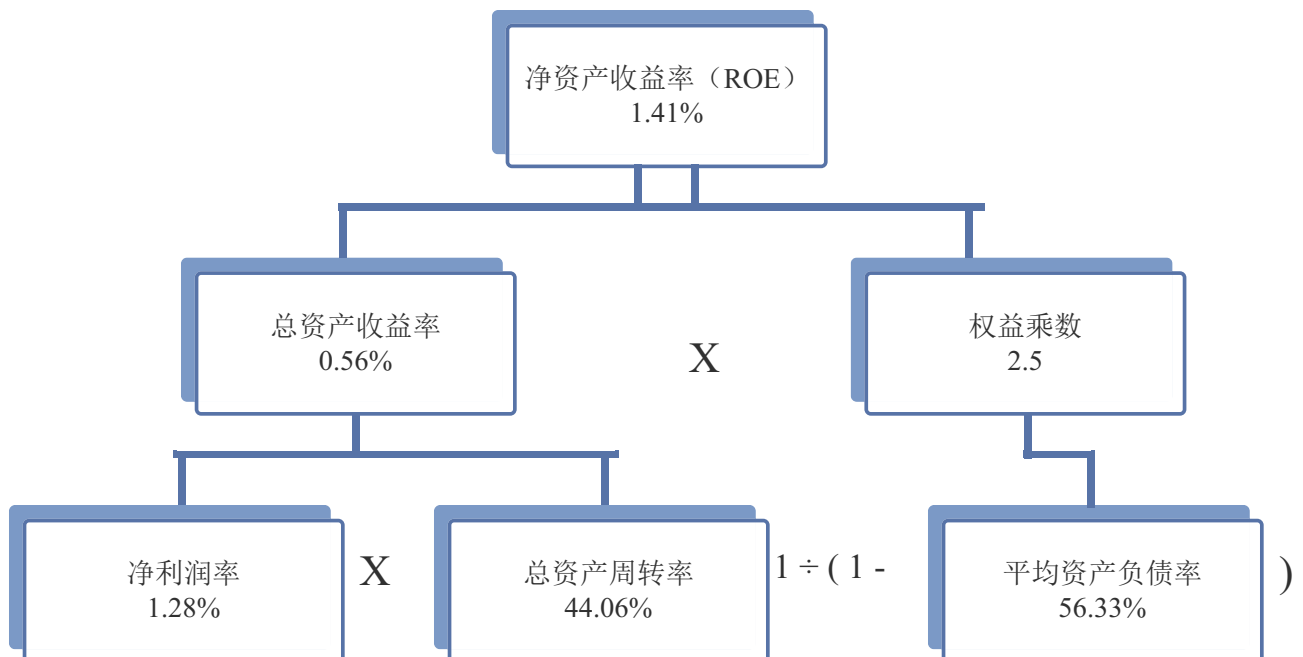 净资产收益率（ROE）
1.41%
总资产收益率
0.56%
X
权益乘数
2.5
净利润率
1.28%
X
总资产周转率
44.06%
1 ÷ ( 1 -
平均资产负债率
56.33%
)